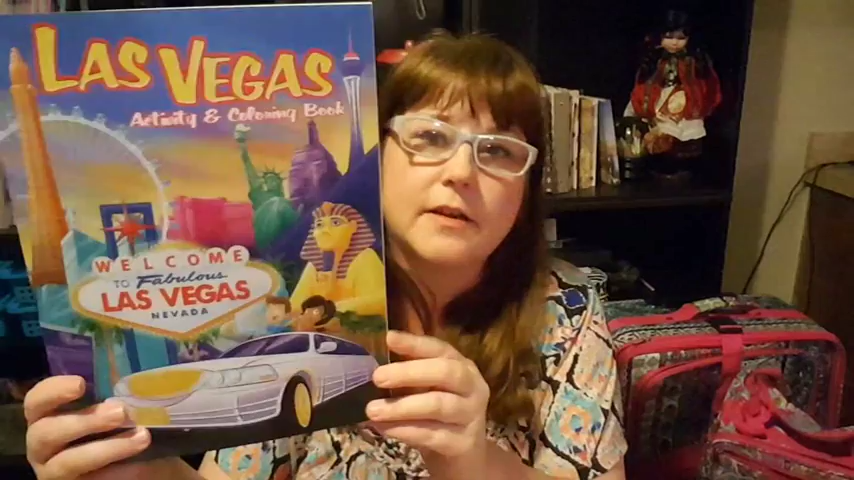 LAS VEGAS
Activity & Coloring Book
WELCOME
TO Fabulous
LAS VEGAS
NEVADA